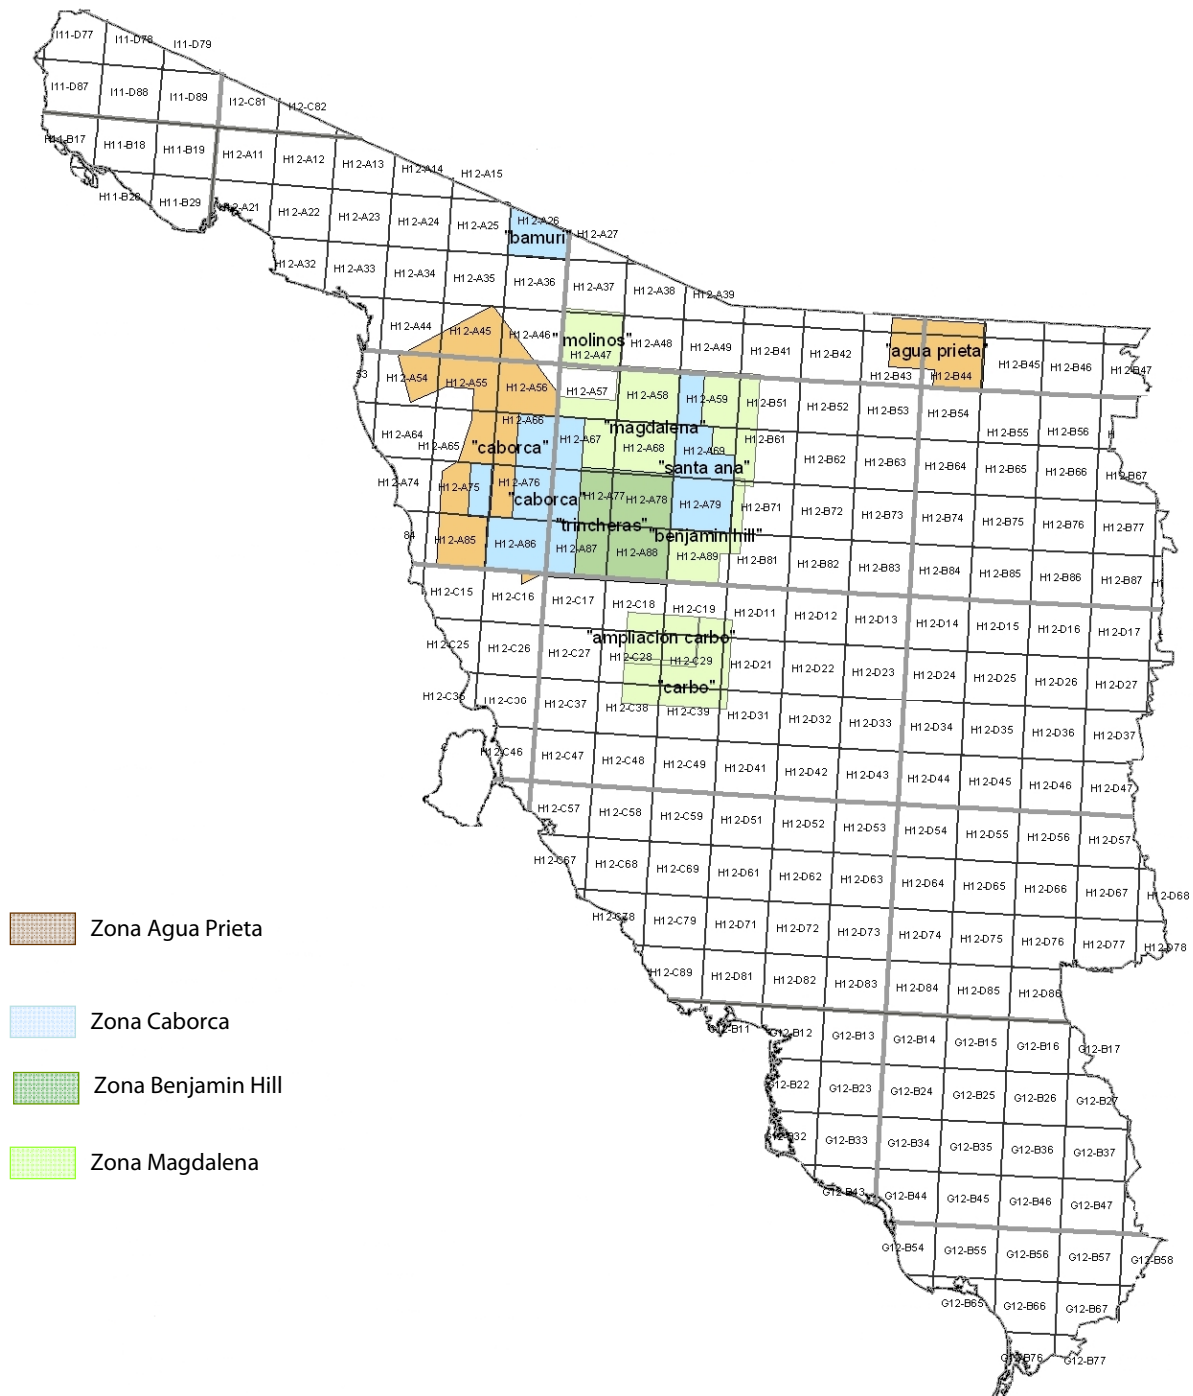 I11-D77
I11-D78
I11-D79
I11-D87
I11-D88
I11-D89
I12-C81
I12-C82
H11-B17
H11-B18
H11-B19
H12-A11
H12-A12
H12-A13
H12-A14
H12-A15
H11-B28
H11-B29
H12-A21
H12-A22
H12-A23
H12-A24
H12-A25
H12-A26
"bamuri"
H12-A27
H12-A32
H12-A33
H12-A34
H12-A35
H12-A36
H12-A37
H12-A38
H12-A39
H12-A44
H12-A45
H12-A46
"molinos"
H12-A47
H12-A48
H12-A49
H12-B41
H12-B42
"agua prieta"
H12-B43
H12-B44
H12-B45
H12-B46
H12-B47
53
H12-A54
H12-A55
H12-A56
H12-A57
H12-A58
H12-A59
H12-B51
H12-B52
H12-B53
H12-B54
H12-B55
H12-B56
H12-A64
H12-A65
H12-A66
H12-A67
"magdalena"
H12-A68
H12-A69
H12-B61
H12-B62
H12-B63
H12-B64
H12-B65
H12-B66
H12-B67
"caborca"
"santa ana"
H12-A74
H12-A75
H12-A76
"caborca"
H12-A77
H12-A78
H12-A79
H12-B71
H12-B72
H12-B73
H12-B74
H12-B75
H12-B76
H12-B77
"trincheras"
"benjamin hill"
84
H12-A85
H12-A86
H12-A87
H12-A88
H12-A89
H12-B81
H12-B82
H12-B83
H12-B84
H12-B85
H12-B86
H12-B87
H12-C15
H12-C16
H12-C17
H12-C18
H12-C19
H12-D11
H12-D12
H12-D13
H12-D14
H12-D15
H12-D16
H12-D17
"ampliación carbo"
H12-C25
H12-C26
H12-C27
H12-C28
H12-C29
H12-D21
H12-D22
H12-D23
H12-D24
H12-D25
H12-D26
H12-D27
"carbo"
H12-C35
H12-C36
H12-C37
H12-C38
H12-C39
H12-D31
H12-D32
H12-D33
H12-D34
H12-D35
H12-D36
H12-D37
H12-C46
H12-C47
H12-C48
H12-C49
H12-D41
H12-D42
H12-D43
H12-D44
H12-D45
H12-D46
H12-D47
H12-C57
H12-C58
H12-C59
H12-D51
H12-D52
H12-D53
H12-D54
H12-D55
H12-D56
H12-D57
H12-C67
H12-C68
H12-C69
H12-D61
H12-D62
H12-D63
H12-D64
H12-D65
H12-D66
H12-D67
H12-D68
H12-C78
H12-C79
H12-D71
H12-D72
H12-D73
H12-D74
H12-D75
H12-D76
H12-D77
H12-D78
H12-C89
H12-D81
H12-D82
H12-D83
H12-D84
H12-D85
H12-D86
G12-B11
G12-B12
G12-B13
G12-B14
G12-B15
G12-B16
G12-B17
G12-B22
G12-B23
G12-B24
G12-B25
G12-B26
G12-B27
G12-B32
G12-B33
G12-B34
G12-B35
G12-B36
G12-B37
G12-B43
G12-B44
G12-B45
G12-B46
G12-B47
G12-B54
G12-B55
G12-B56
G12-B57
G12-B58
G12-B65
G12-B66
G12-B67
G12-B76
G12-B77
Zona Agua Prieta
Zona Caborca
Zona Benjamin Hill
Zona Magdalena